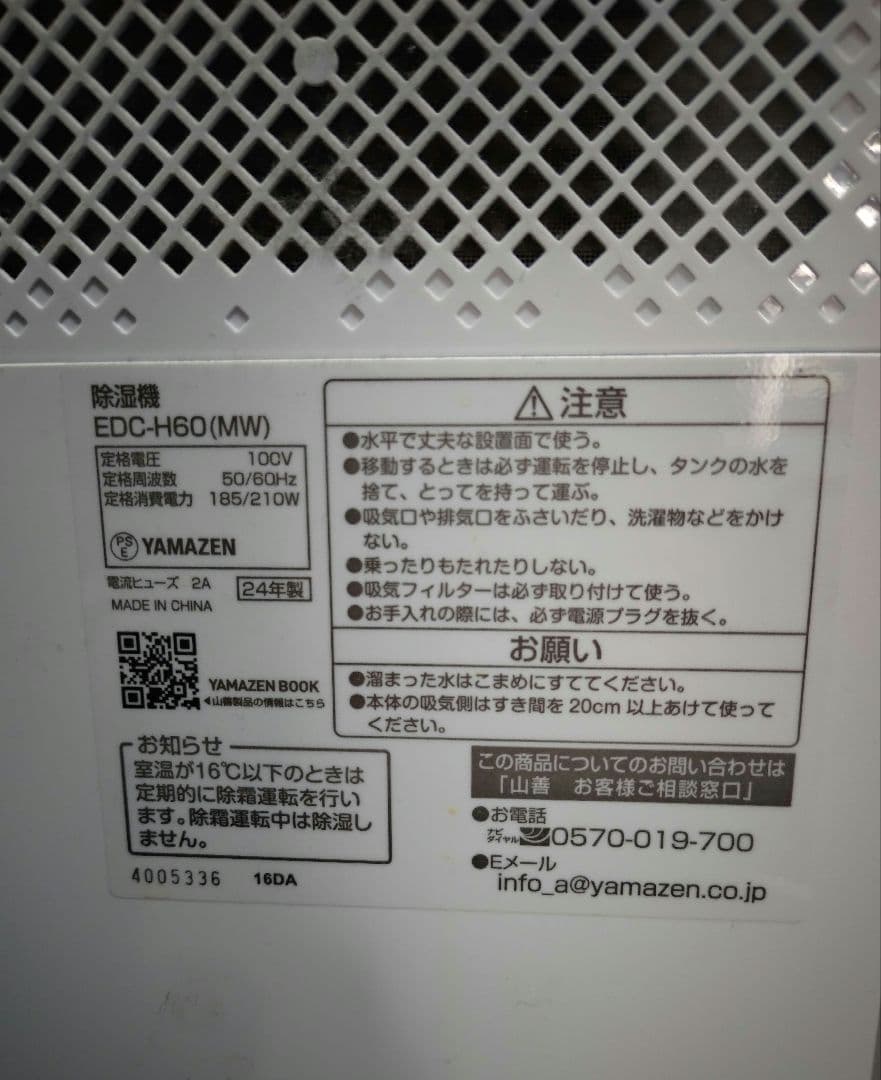 除湿機
EDC-H60(MW)
定格電圧 100V
定格周波数 50/60Hz
定格消費電力 185/210W
PS
E
YAMAZEN
電流ヒューズ 2A
24年製
MADE IN CHINA
YAMAZEN BOOK
◀山善製品の情報はこちら
お知らせ
室温が16℃以下のときは
定期的に除霜運転を行い
ます。除霜運転中は除湿し
ません。
4005336 16DA
⚠注意
●水平で丈夫な設置面で使う。
●移動するときは必ず運転を停止し、タンクの水を
捨て、とってを持って運ぶ。
●吸気口や排気口をふさいだり、洗濯物などをかけ
ない。
●乗ったりもたれたりしない。
●吸気フィルターは必ず取り付けて使う。
●お手入れの際には、必ず電源プラグを抜く。
お願い
●溜まった水はこまめにすててください。
●本体の吸気側はすき間を20cm以上あけて使って
ください。
この商品についてのお問い合わせは
「山善 お客様ご相談窓口」
●お電話
ナビ
ダイヤル
0570-019-700
●Eメール
info_a@yamazen.co.jp